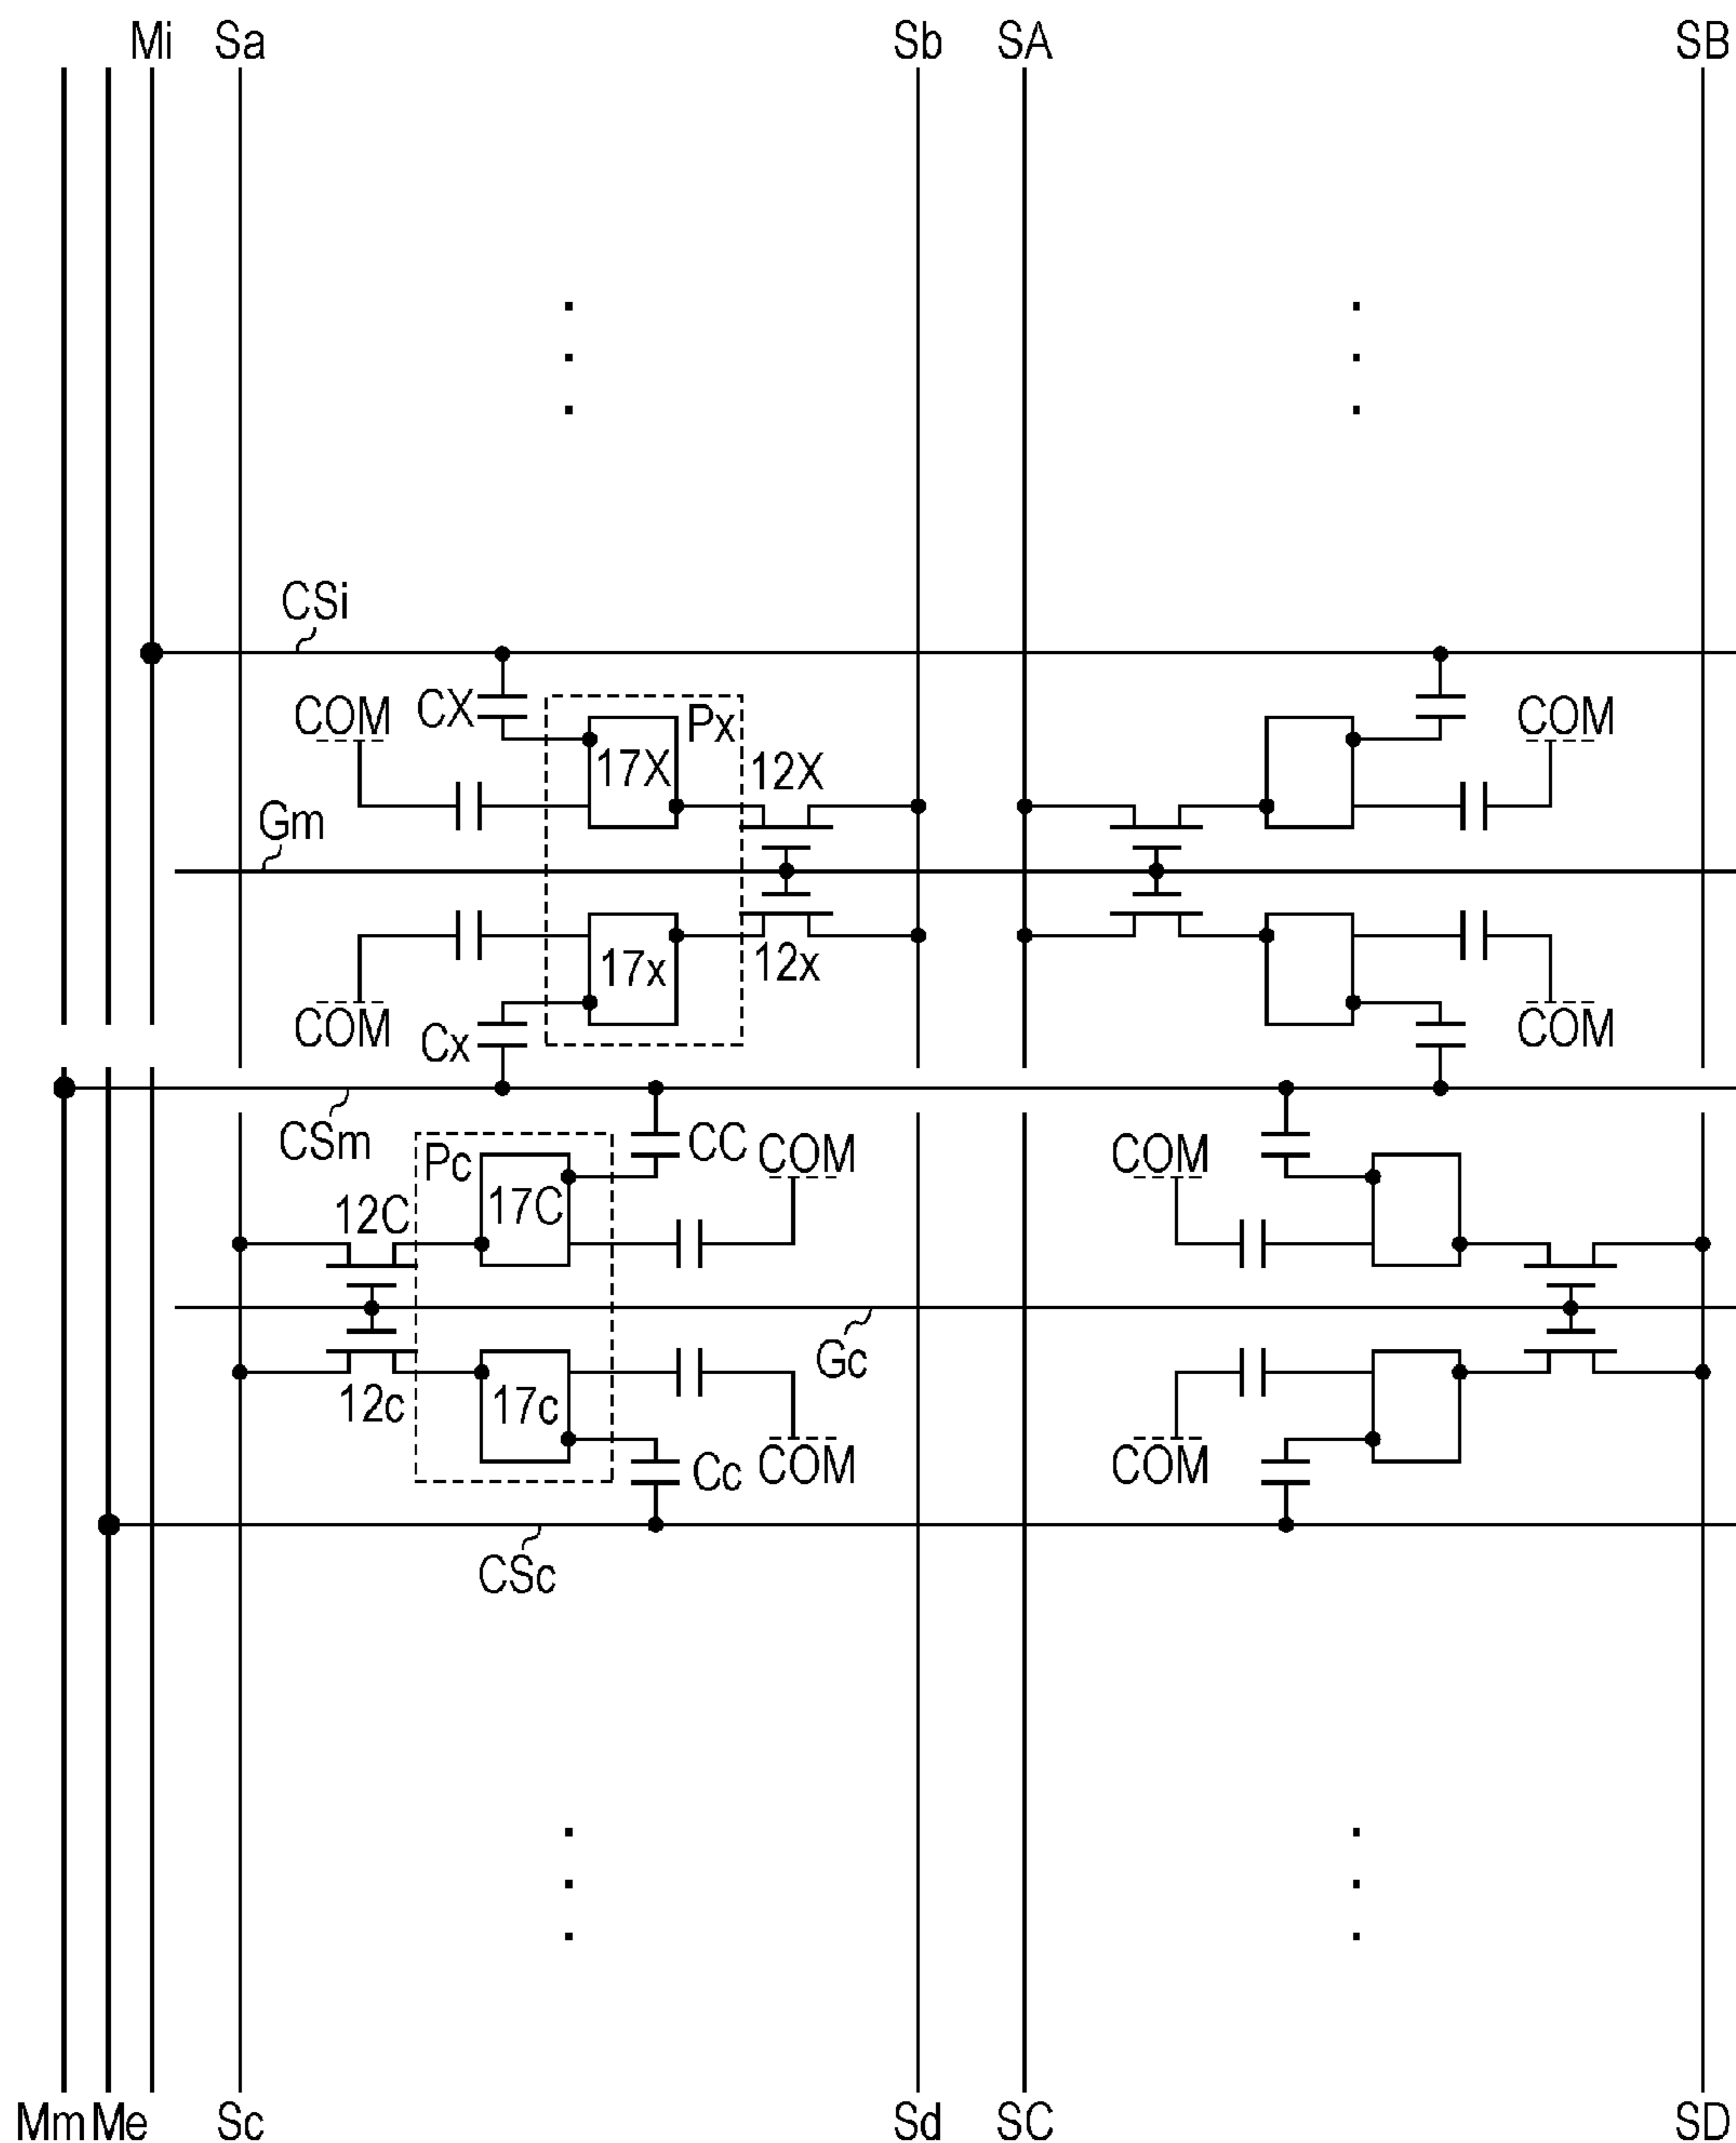 Mi Sa Sb SA SB
CSi
COM CX Px COM
17X 12X
Gm
17x 12x
COM Cx COM
CSm Pc CC COM COM
12C 17C
Gc
12c 17c
Cc COM COM
CSc
Mm Me Sc Sd SC SD